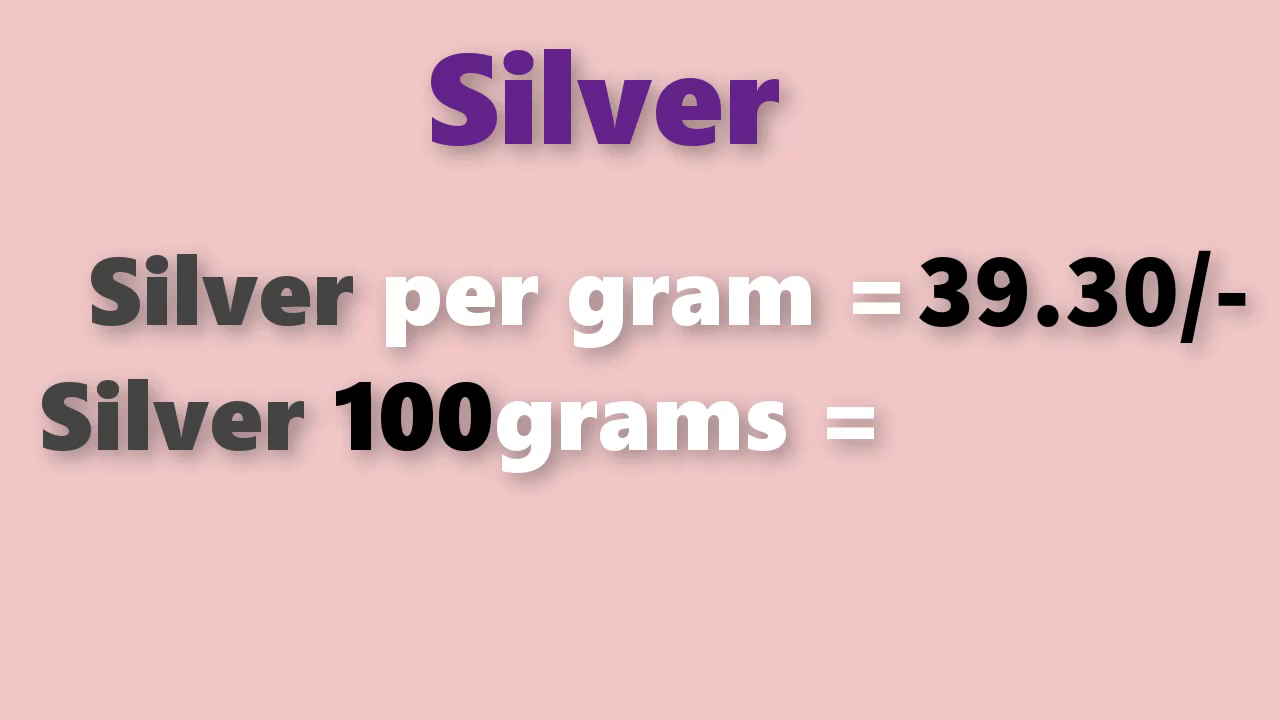 Silver
Silver per gram = 39.30/-
Silver 100grams =